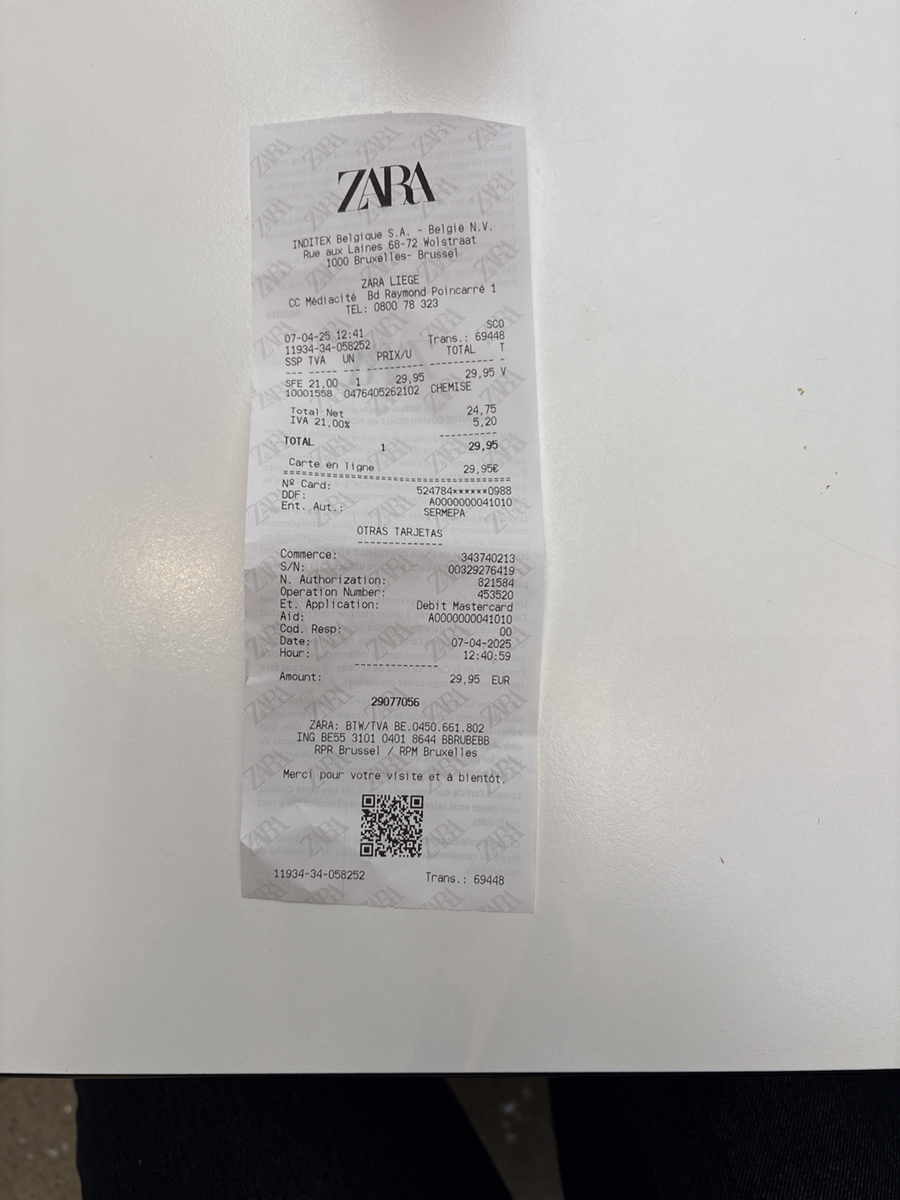 ZARA
INDITEX Belgique S.A. - België N.V.
Rue aux Laines 68-72 Wolstraat
1000 Bruxelles- Brussel
ZARA LIEGE
CC Médiacité Bd Raymond Poincarré 1
TEL: 0800 78 323
SCO
07-04-25 12:41 Trans.: 69448
11934-34-058252
SSP TVA UN PRIX/U TOTAL T
SFE 21,00 1 29,95 29,95 V
10001558 0476405262102 CHEMISE
Total Net 24,75
IVA 21,00% 5,20
TOTAL 1 29,95
Carte en ligne 29,95€
Nº Card: 524784******0988
DDF: A0000000041010
Ent. Aut.: SERMEPA
OTRAS TARJETAS
Commerce: 343740213
S/N: 00329276419
N. Authorization: 821584
Operation Number: 453520
Et. Application: Debit Mastercard
Aid: A0000000041010
Cod. Resp: 00
Date: 07-04-2025
Hour: 12:40:59
Amount: 29,95 EUR
29077056
ZARA: BTW/TVA BE.0450.661.802
ING BE55 3101 0401 8644 BBRUBEBB
RPR Brussel / RPM Bruxelles
Merci pour votre visite et à bientôt.
11934-34-058252 Trans.: 69448